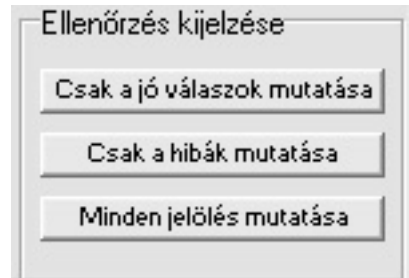 Ellenőrzés kijelzése
Csak a jó válaszok mutatása
Csak a hibák mutatása
Minden jelölés mutatása